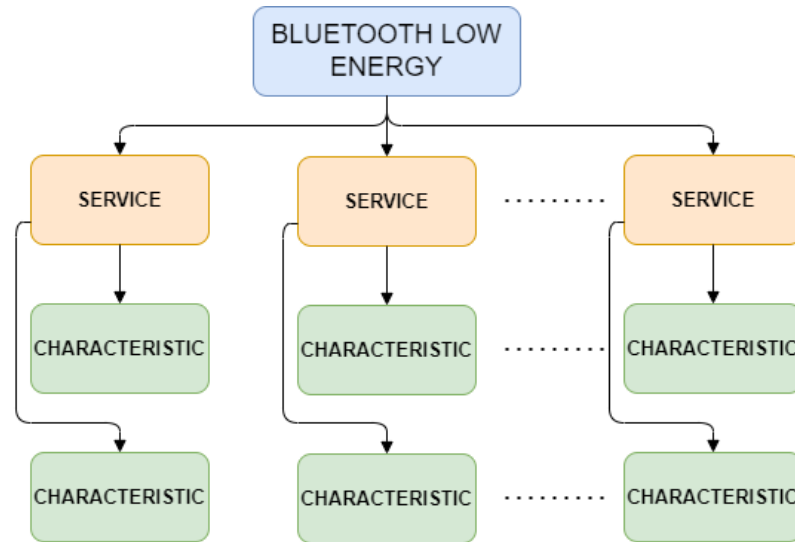 BLUETOOTH LOW
ENERGY
SERVICE
SERVICE
SERVICE
CHARACTERISTIC
CHARACTERISTIC
CHARACTERISTIC
CHARACTERISTIC
CHARACTERISTIC
CHARACTERISTIC